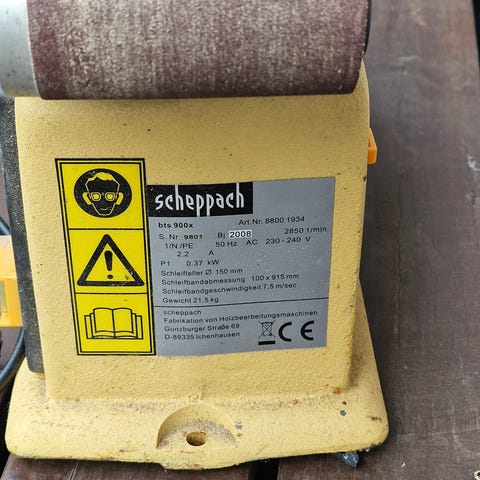 scheppach
bts 900x Art.Nr. 8800 1934
S.Nr. 9801 Bj 2008 2850 1/min
1/N/PE 50 Hz AC 230 - 240 V
2.2 A
P1 0.37 kW
Schleifteller Ø 150 mm
Schleifbandabmessung 100 x 915 mm
Schleifbandgeschwindigkeit 7,5 m/sec
Gewicht 21,5 kg
scheppach
Fabrikation von Holzbearbeitungsmaschinen
Günzburger Straße 69
D-89335 Ichenhausen
CE